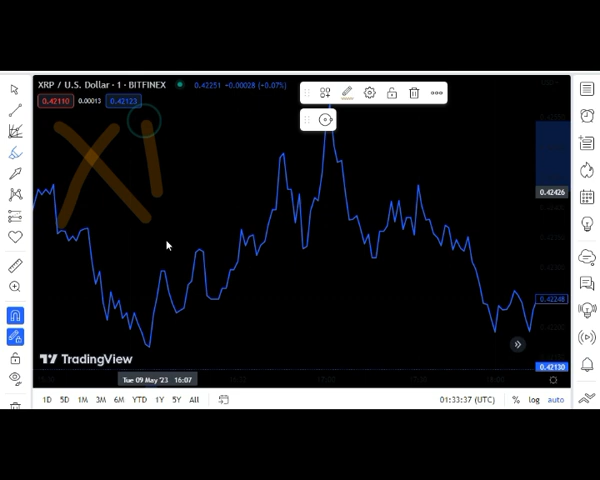 XRP / U.S. Dollar · 1 · BITFINEX 0.42251 -0.00028 (-0.07%)
0.42110 0.00013 0.42123
Xi
0.42426
0.42248
TradingView
0.42130
Tue 09 May '23 16:07
1D 5D 1M 3M 6M YTD 1Y 5Y All 01:33:37 (UTC) % log auto